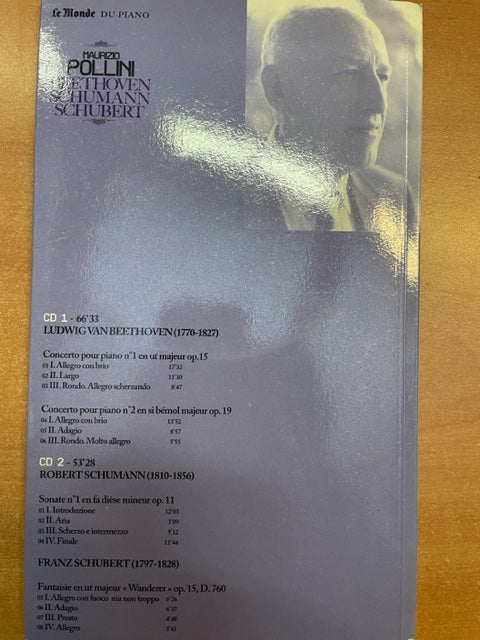 Le Monde DU PIANO
MAURIZIO
POLLINI
BEETHOVEN
SCHUMANN
SCHUBERT
CD 1 - 66'33
LUDWIG VAN BEETHOVEN (1770-1827)
Concerto pour piano n°1 en ut majeur op.15
01 I. Allegro con brio 17'32
02 II. Largo 11'30
03 III. Rondo. Allegro scherzando 8'47
Concerto pour piano n°2 en si bémol majeur op. 19
04 I. Allegro con brio 13'52
05 II. Adagio 8'57
06 III. Rondo. Molto allegro 5'55
CD 2 - 53'28
ROBERT SCHUMANN (1810-1856)
Sonate n°1 en fa dièse mineur op. 11
01 I. Introduzione 12'03
02 II. Aria 3'09
03 III. Scherzo e intermezzo 5'12
04 IV. Finale 11'44
FRANZ SCHUBERT (1797-1828)
Fantaisie en ut majeur « Wanderer » op. 15, D. 760
05 I. Allegro con fuoco ma non troppo 6'26
06 II. Adagio 6'57
07 III. Presto 4'48
08 IV. Allegro 3'41